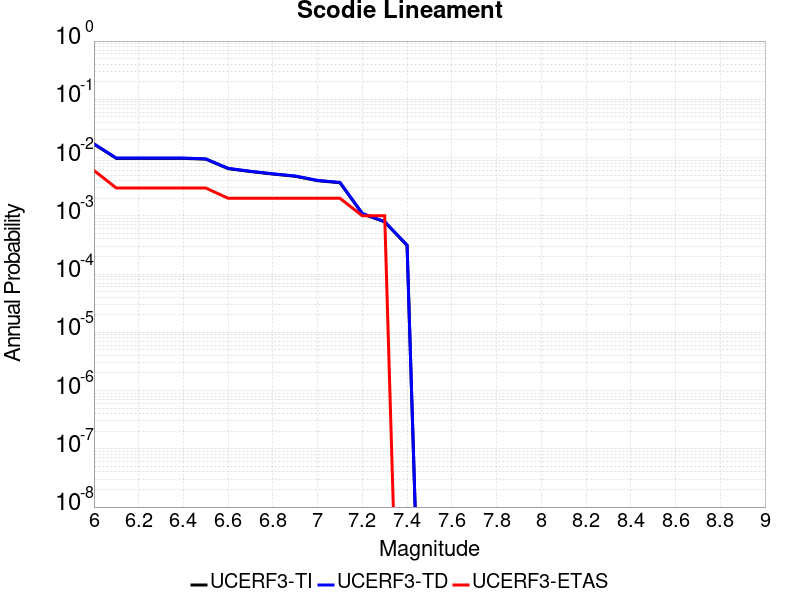 Scodie Lineament
10^0
10^-1
10^-2
10^-3
10^-4
10^-5
10^-6
10^-7
10^-8
Annual Probability
6 6.2 6.4 6.6 6.8 7 7.2 7.4 7.6 7.8 8 8.2 8.4 8.6 8.8 9
Magnitude
UCERF3-TI UCERF3-TD UCERF3-ETAS